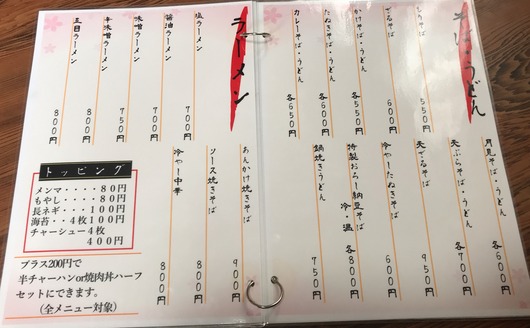 そば・うどん
もりそば 550円
ざるそば 600円
かけそば・うどん 各550円
たぬきそば・うどん 各600円
カレーそば・うどん 各650円
月見そば・うどん 各600円
天ぷらそば・うどん 各700円
天ざるそば 950円
冷やしたぬきそば 600円
特製おろし納豆そば 冷・温 各800円
鍋焼きうどん 750円
ラーメン
塩ラーメン 700円
醤油ラーメン 700円
味噌ラーメン 700円
辛味噌ラーメン 750円
五目ラーメン 800円
あんかけ焼きそば 900円
ソース焼きそば 800円
冷やし中華 800円
トッピング
メンマ・・・・80円
もやし・・・・80円
長ネギ・・・100円
海苔・・4枚100円
チャーシュー4枚
400円
プラス200円で
半チャーハンor焼肉丼ハーフ
セットにできます。
(全メニュー対象)